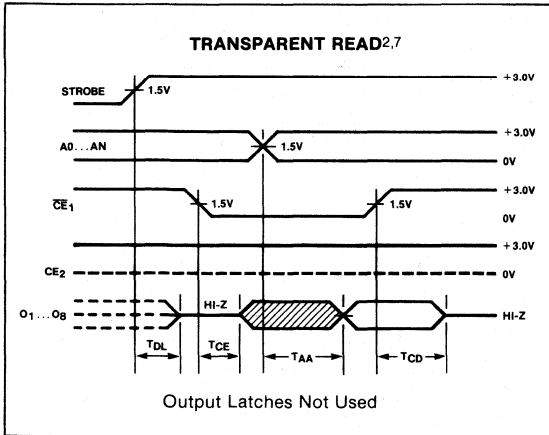 TRANSPARENT READ2,7
STROBE
1.5V
+3.0V
A0...AN
1.5V
+3.0V
0V
CE1
1.5V
1.5V
+3.0V
0V
CE2
+3.0V
0V
O1...O8
HI-Z
HI-Z
TDL
TCE
TAA
TCD
Output Latches Not Used